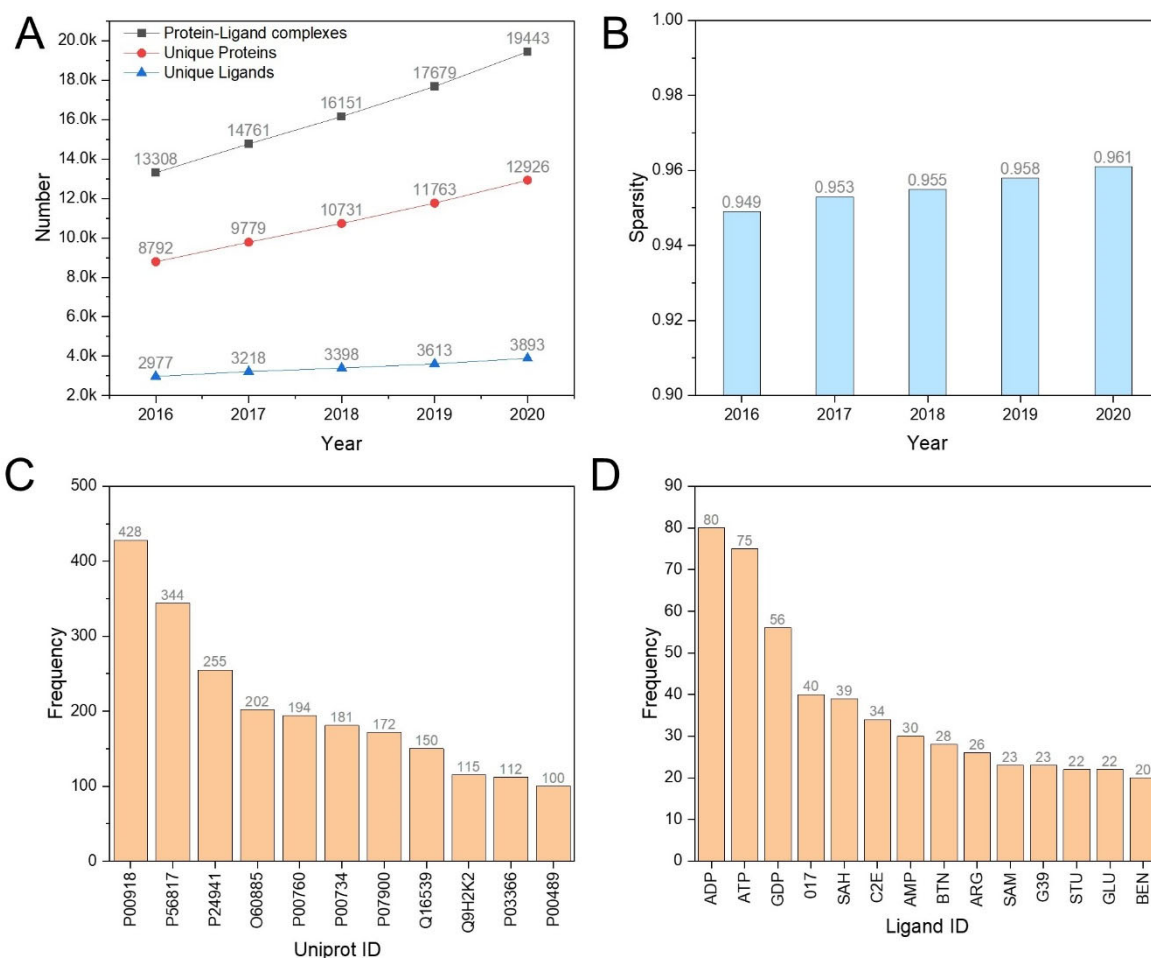 A
Protein-Ligand complexes
Unique Proteins
Unique Ligands
20.0k
18.0k
16.0k
14.0k
12.0k
10.0k
8.0k
6.0k
4.0k
2.0k
Number
13308
14761
16151
17679
19443
8792
9779
10731
11763
12926
2977
3218
3398
3613
3893
2016 2017 2018 2019 2020
Year
B
1.00
0.98
0.96
0.94
0.92
0.90
Sparsity
0.949
0.953
0.955
0.958
0.961
2016 2017 2018 2019 2020
Year
C
500
400
300
200
100
0
Frequency
428
344
255
202
194
181
172
150
115
112
100
P00918
P56817
P24941
O60885
P00760
P00734
P07900
Q16539
Q9H2K2
P03366
P00489
Uniprot ID
D
90
80
70
60
50
40
30
20
10
0
Frequency
80
75
56
40
39
34
30
28
26
23
23
22
22
20
ADP
ATP
GDP
017
SAH
C2E
AMP
BTN
ARG
SAM
G39
STU
GLU
BEN
Ligand ID